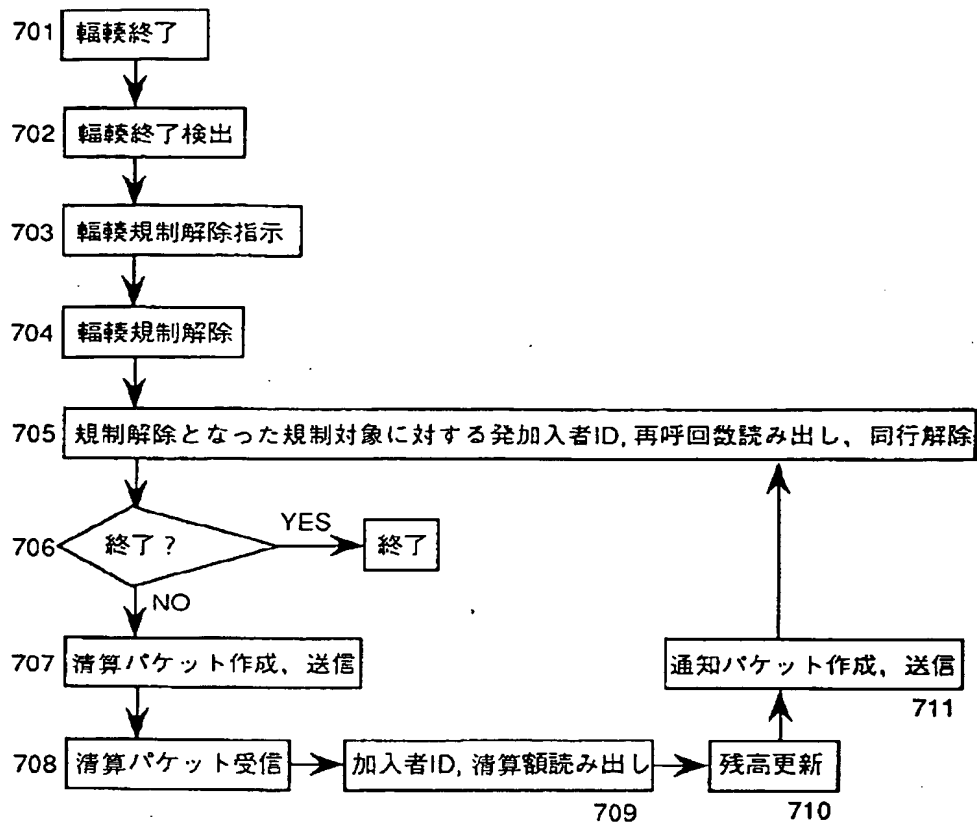 701 輻輳終了
702 輻輳終了検出
703 輻輳規制解除指示
704 輻輳規制解除
705 規制解除となった規制対象に対する発加入者ID, 再呼回数読み出し、同行解除
706 終了？
YES
終了
NO
707 清算パケット作成, 送信
通知パケット作成, 送信
711
708 清算パケット受信
加入者ID, 清算額読み出し
残高更新
709
710